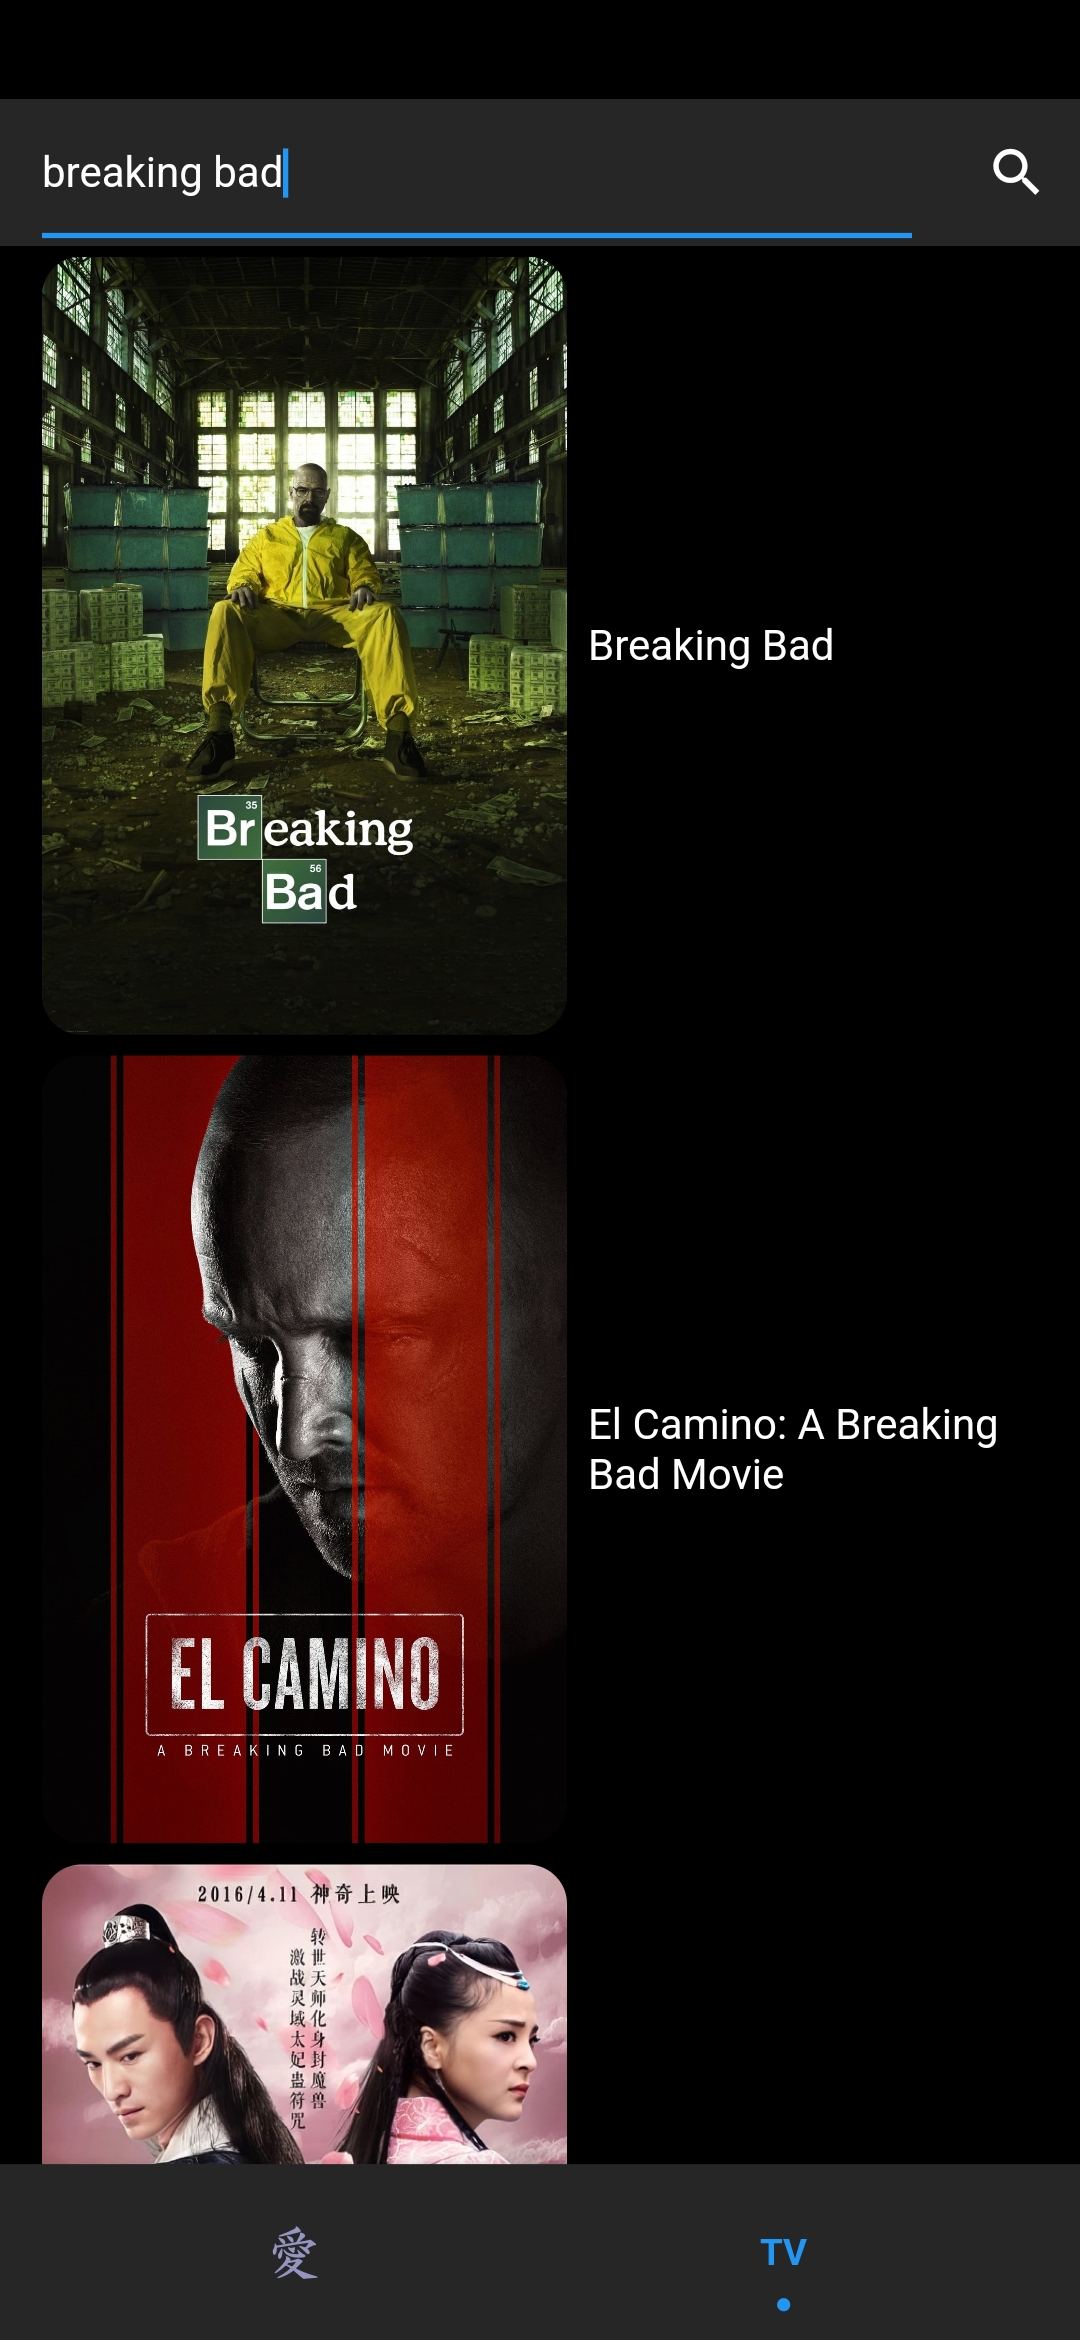 breaking bad
35
Breaking
56
Bad
Breaking Bad
El Camino: A Breaking
Bad Movie
EL CAMINO
A BREAKING BAD MOVIE
2016/4.11 神奇上映
转世天师化身封魔兽
激战灵域太妃蛊符咒
愛
TV